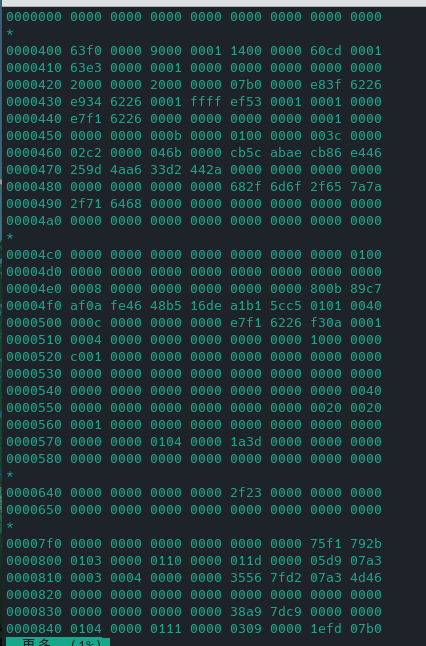 0000000 0000 0000 0000 0000 0000 0000 0000 0000
*
0000400 63f0 0000 9000 0001 1400 0000 60cd 0001
0000410 63e3 0000 0001 0000 0000 0000 0000 0000
0000420 2000 0000 2000 0000 07b0 0000 e83f 6226
0000430 e934 6226 0001 ffff ef53 0001 0001 0000
0000440 e7f1 6226 0000 0000 0000 0000 0001 0000
0000450 0000 0000 000b 0000 0100 0000 003c 0000
0000460 02c2 0000 046b 0000 cb5c abae cb86 e446
0000470 259d 4aa6 33d2 442a 0000 0000 0000 0000
0000480 0000 0000 0000 0000 682f 6d6f 2f65 7a7a
0000490 2f71 6468 0000 0000 0000 0000 0000 0000
00004a0 0000 0000 0000 0000 0000 0000 0000 0000
*
00004c0 0000 0000 0000 0000 0000 0000 0000 0100
00004d0 0000 0000 0000 0000 0000 0000 0000 0000
00004e0 0008 0000 0000 0000 0000 0000 800b 89c7
00004f0 af0a fe46 48b5 16de a1b1 5cc5 0101 0040
0000500 000c 0000 0000 0000 e7f1 6226 f30a 0001
0000510 0004 0000 0000 0000 0000 1000 0000
0000520 c001 0000 0000 0000 0000 0000 0000 0000
0000530 0000 0000 0000 0000 0000 0000 0000 0000
0000540 0000 0000 0000 0000 0000 0000 0000 0040
0000550 0000 0000 0000 0000 0000 0000 0020 0020
0000560 0001 0000 0000 0000 0000 0000 0000 0000
0000570 0000 0000 0104 0000 1a3d 0000 0000 0000
0000580 0000 0000 0000 0000 0000 0000 0000 0000
*
0000640 0000 0000 0000 0000 2f23 0000 0000 0000
0000650 0000 0000 0000 0000 0000 0000 0000 0000
*
00007f0 0000 0000 0000 0000 0000 0000 75f1 792b
0000800 0103 0000 0110 0000 011d 0000 05d9 07a3
0000810 0003 0004 0000 0000 3556 7fd2 07a3 4d46
0000820 0000 0000 0000 0000 0000 0000 0000 0000
0000830 0000 0000 0000 0000 38a9 7dc9 0000 0000
0000840 0104 0000 0111 0000 0309 0000 1efd 07b0
更多 (1%)